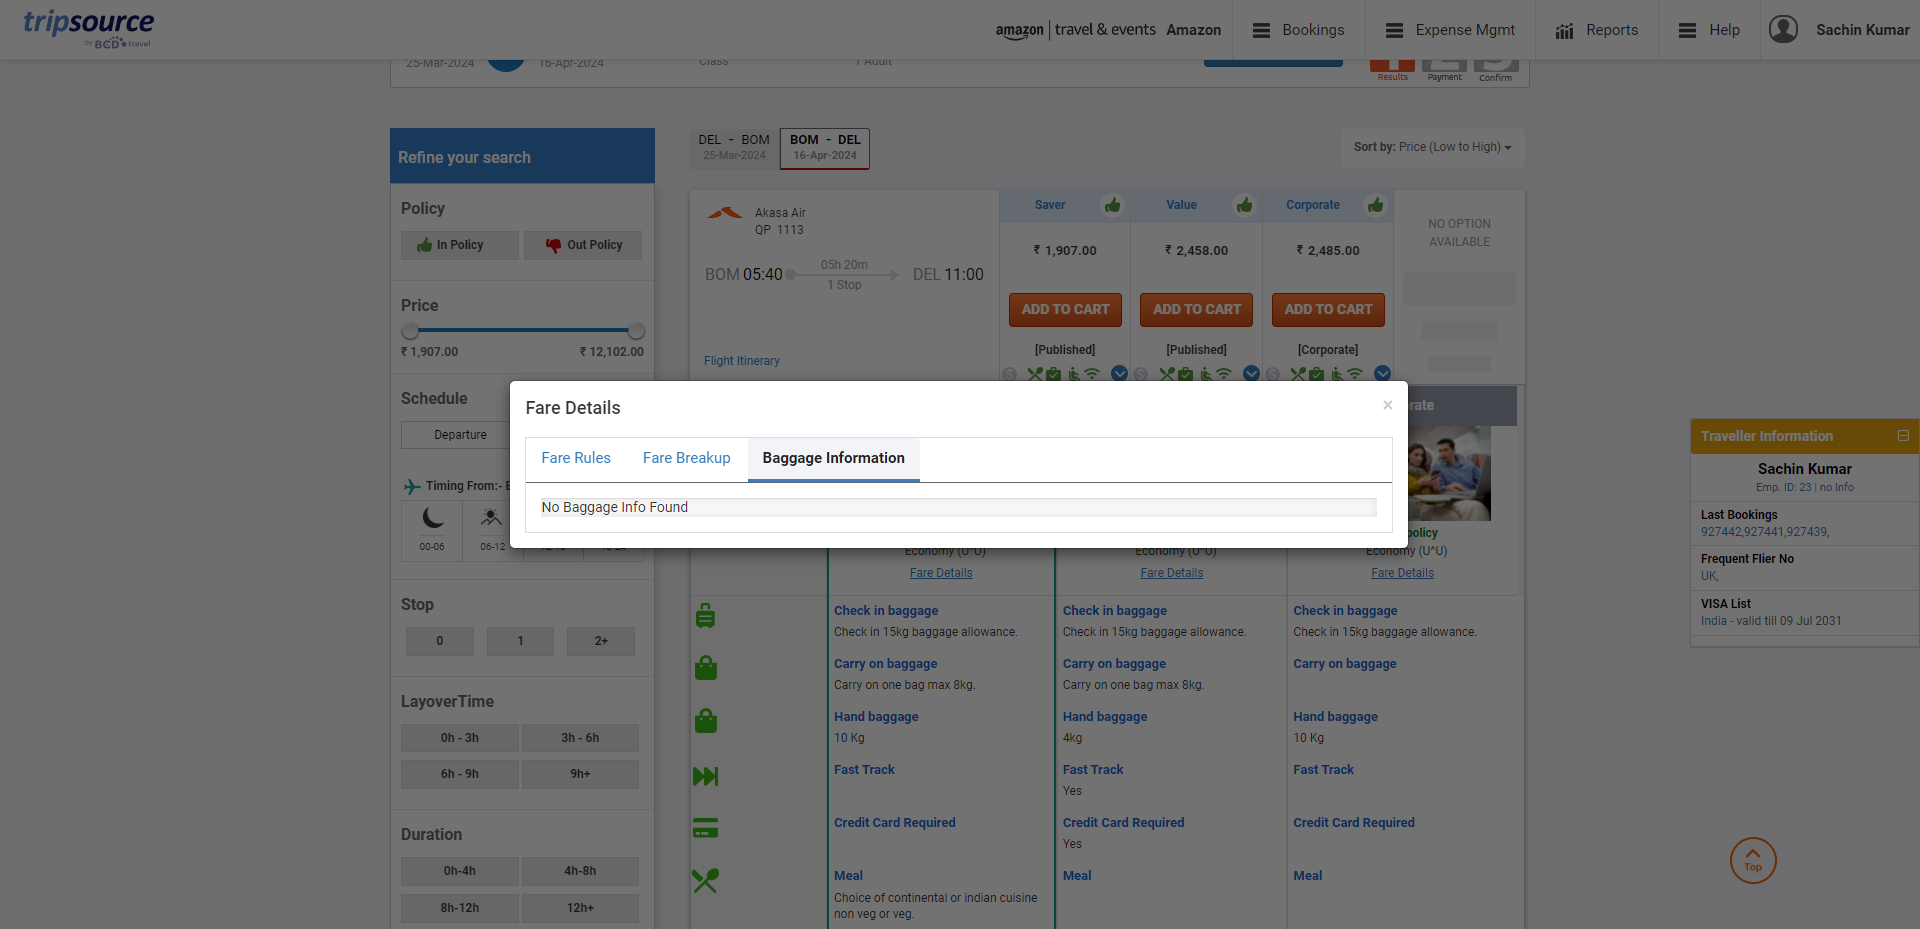 tripsource
by BCD travel
amazon | travel & events Amazon
Bookings
Expense Mgmt
Reports
Help
Sachin Kumar
25-Mar-2024
16-Apr-2024
Class
1 Adult
Results
Payment
Confirm
Refine your search
Policy
In Policy
Out Policy
Price
₹ 1,907.00
₹ 12,102.00
Schedule
Departure
Timing From:-
00-06
06-12
Stop
0
1
2+
LayoverTime
0h - 3h
3h - 6h
6h - 9h
9h+
Duration
0h-4h
4h-8h
8h-12h
12h+
DEL - BOM
25-Mar-2024
BOM - DEL
16-Apr-2024
Sort by: Price (Low to High)
Akasa Air
QP 1113
BOM 05:40
05h 20m
1 Stop
DEL 11:00
Flight Itinerary
Saver
₹ 1,907.00
ADD TO CART
[Published]
Value
₹ 2,458.00
ADD TO CART
[Published]
Corporate
₹ 2,485.00
ADD TO CART
[Corporate]
NO OPTION
AVAILABLE
Fare Details
×
Fare Rules
Fare Breakup
Baggage Information
No Baggage Info Found
rate
policy
Economy (U^U)
Economy (U^U)
Economy (U^U)
Fare Details
Fare Details
Fare Details
Check in baggage
Check in 15kg baggage allowance.
Check in baggage
Check in 15kg baggage allowance.
Check in baggage
Check in 15kg baggage allowance.
Carry on baggage
Carry on one bag max 8kg.
Carry on baggage
Carry on one bag max 8kg.
Carry on baggage
Hand baggage
10 Kg
Hand baggage
4kg
Hand baggage
10 Kg
Fast Track
Fast Track
Yes
Fast Track
Credit Card Required
Credit Card Required
Yes
Credit Card Required
Meal
Choice of continental or indian cuisine
non veg or veg.
Meal
Meal
Traveller Information
Sachin Kumar
Emp. ID: 23 | no Info
Last Bookings
927442,927441,927439,
Frequent Flier No
UK,
VISA List
India - valid till 09 Jul 2031
Top